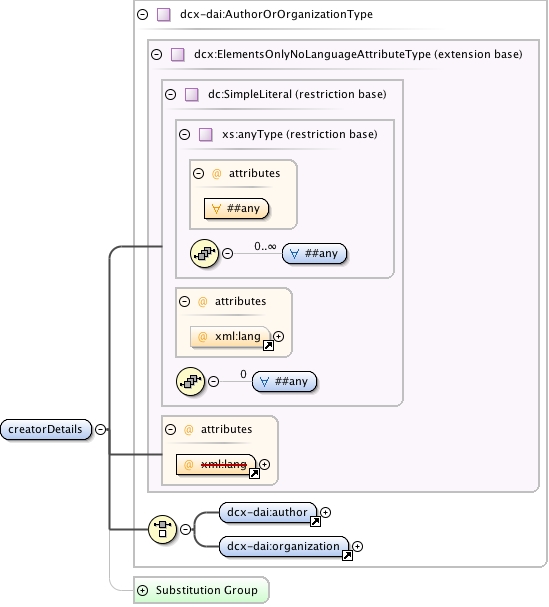 dcx-dai:AuthorOrOrganizationType
dcx:ElementsOnlyNoLanguageAttributeType (extension base)
dc:SimpleLiteral (restriction base)
xs:anyType (restriction base)
@ attributes
∀ ##any
0..∞
∀ ##any
@ attributes
@ xml:lang
0
∀ ##any
@ attributes
creatorDetails
@ xml:lang
dcx-dai:author
dcx-dai:organization
Substitution Group